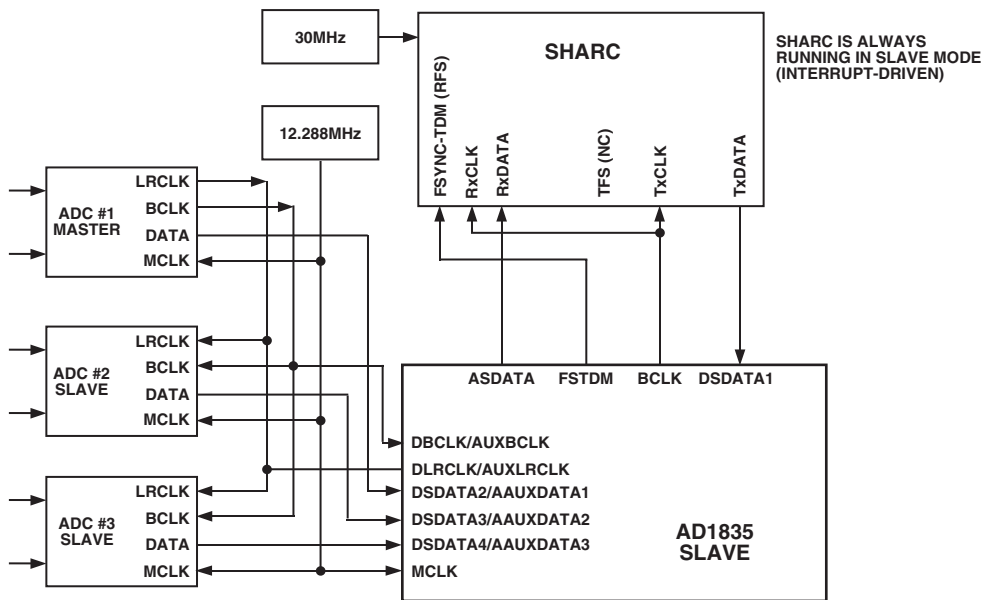 30MHz
SHARC
SHARC IS ALWAYS
RUNNING IN SLAVE MODE
(INTERRUPT-DRIVEN)
12.288MHz
FSYNC-TDM (RFS)
RxCLK
RxDATA
TFS (NC)
TxCLK
TxDATA
ADC #1
MASTER
LRCLK
BCLK
DATA
MCLK
ADC #2
SLAVE
LRCLK
BCLK
DATA
MCLK
ADC #3
SLAVE
LRCLK
BCLK
DATA
MCLK
ASDATA
FSTDM
BCLK
DSDATA1
DBCLK/AUXBCLK
DLRCLK/AUXLRCLK
DSDATA2/AAUXDATA1
DSDATA3/AAUXDATA2
DSDATA4/AAUXDATA3
MCLK
AD1835
SLAVE